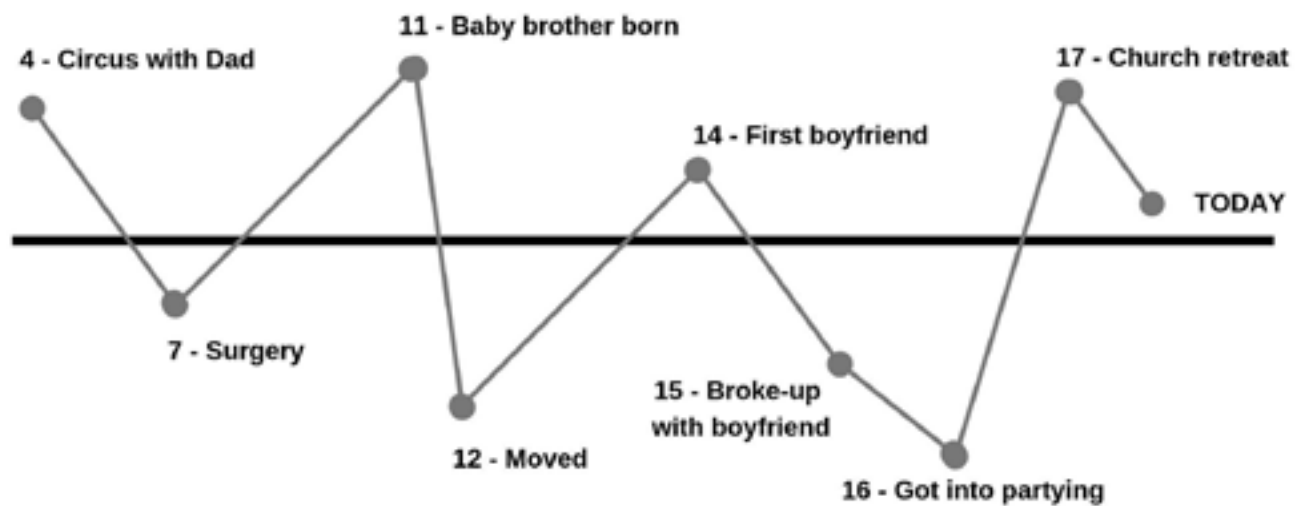 4 - Circus with Dad
7 - Surgery
11 - Baby brother born
12 - Moved
14 - First boyfriend
15 - Broke-up
with boyfriend
16 - Got into partying
17 - Church retreat
TODAY